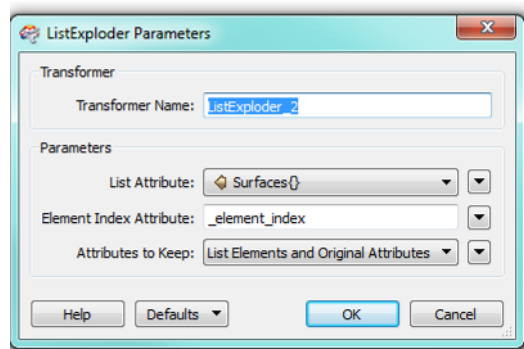 ListExploder Parameters
Transformer
Transformer Name: ListExploder_2
Parameters
List Attribute: Surfaces{}
Element Index Attribute: _element_index
Attributes to Keep: List Elements and Original Attributes
Help Defaults OK Cancel